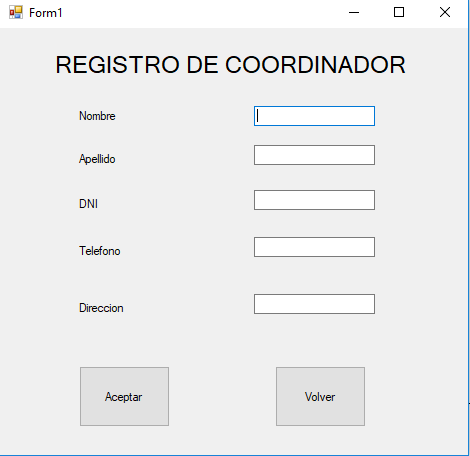 Form1
REGISTRO DE COORDINADOR
Nombre
Apellido
DNI
Telefono
Direccion
Aceptar Volver